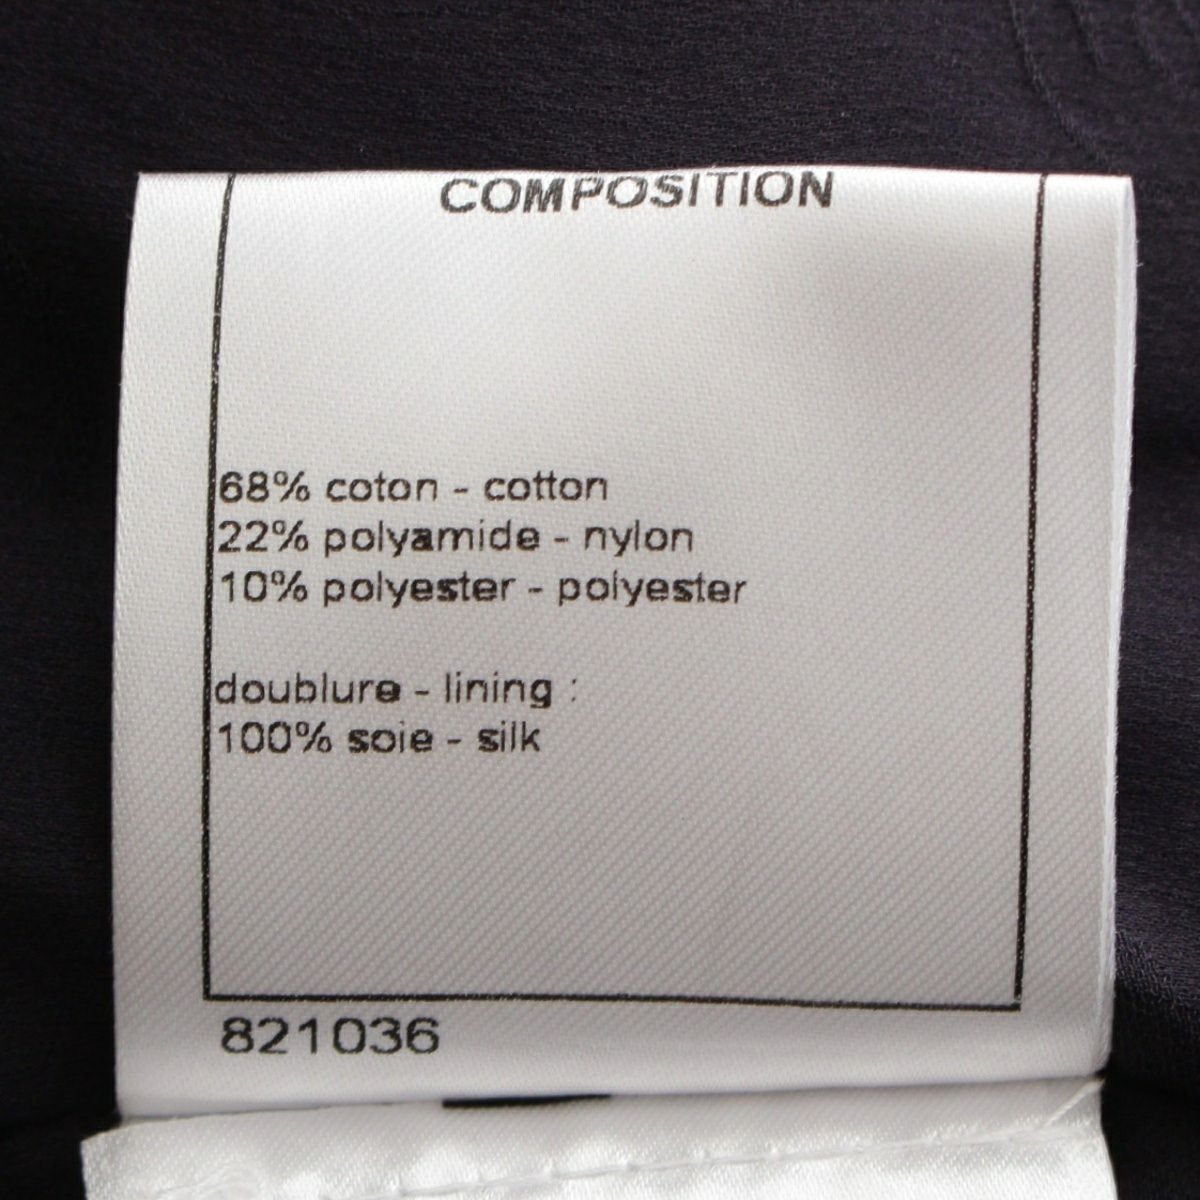 COMPOSITION
68% coton - cotton
22% polyamide - nylon
10% polyester - polyester
doublure - lining :
100% soie - silk
821036